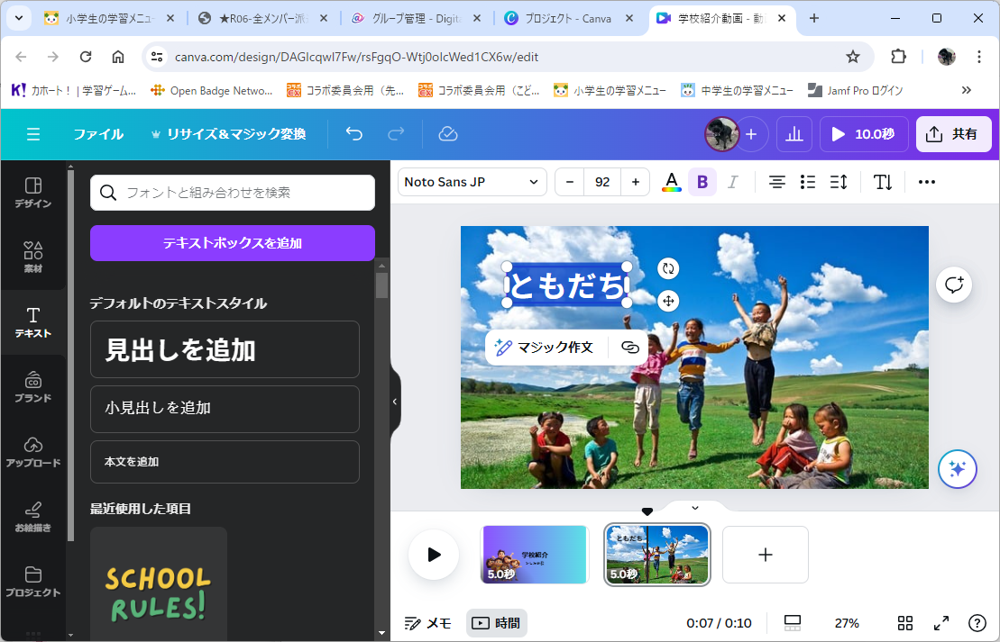 小学生の学習メニュ
★R06-全メンバー派
グループ管理 - Digit
プロジェクト - Canva
学校紹介動画 - 動
canva.com/design/DAGlcqwI7Fw/rsFgqO-Wtj0oIcWed1CX6w/edit
K! カホート！ | 学習ゲーム...
Open Badge Netwo...
コラボ委員会用（先...
コラボ委員会用（こど...
小学生の学習メニュー
中学生の学習メニュー
Jamf Pro ログイン
ファイル
リサイズ＆マジック変換
10.0秒
共有
デザイン
素材
テキスト
ブランド
アップロード
お絵描き
プロジェクト
フォントと組み合わせを検索
テキストボックスを追加
デフォルトのテキストスタイル
見出しを追加
小見出しを追加
本文を追加
最近使用した項目
SCHOOL
RULES!
Noto Sans JP
92
A B I
ともだち
マジック作文
学校紹介
5.0秒
ともだち
5.0秒
メモ
時間
0:07 / 0:10
27%